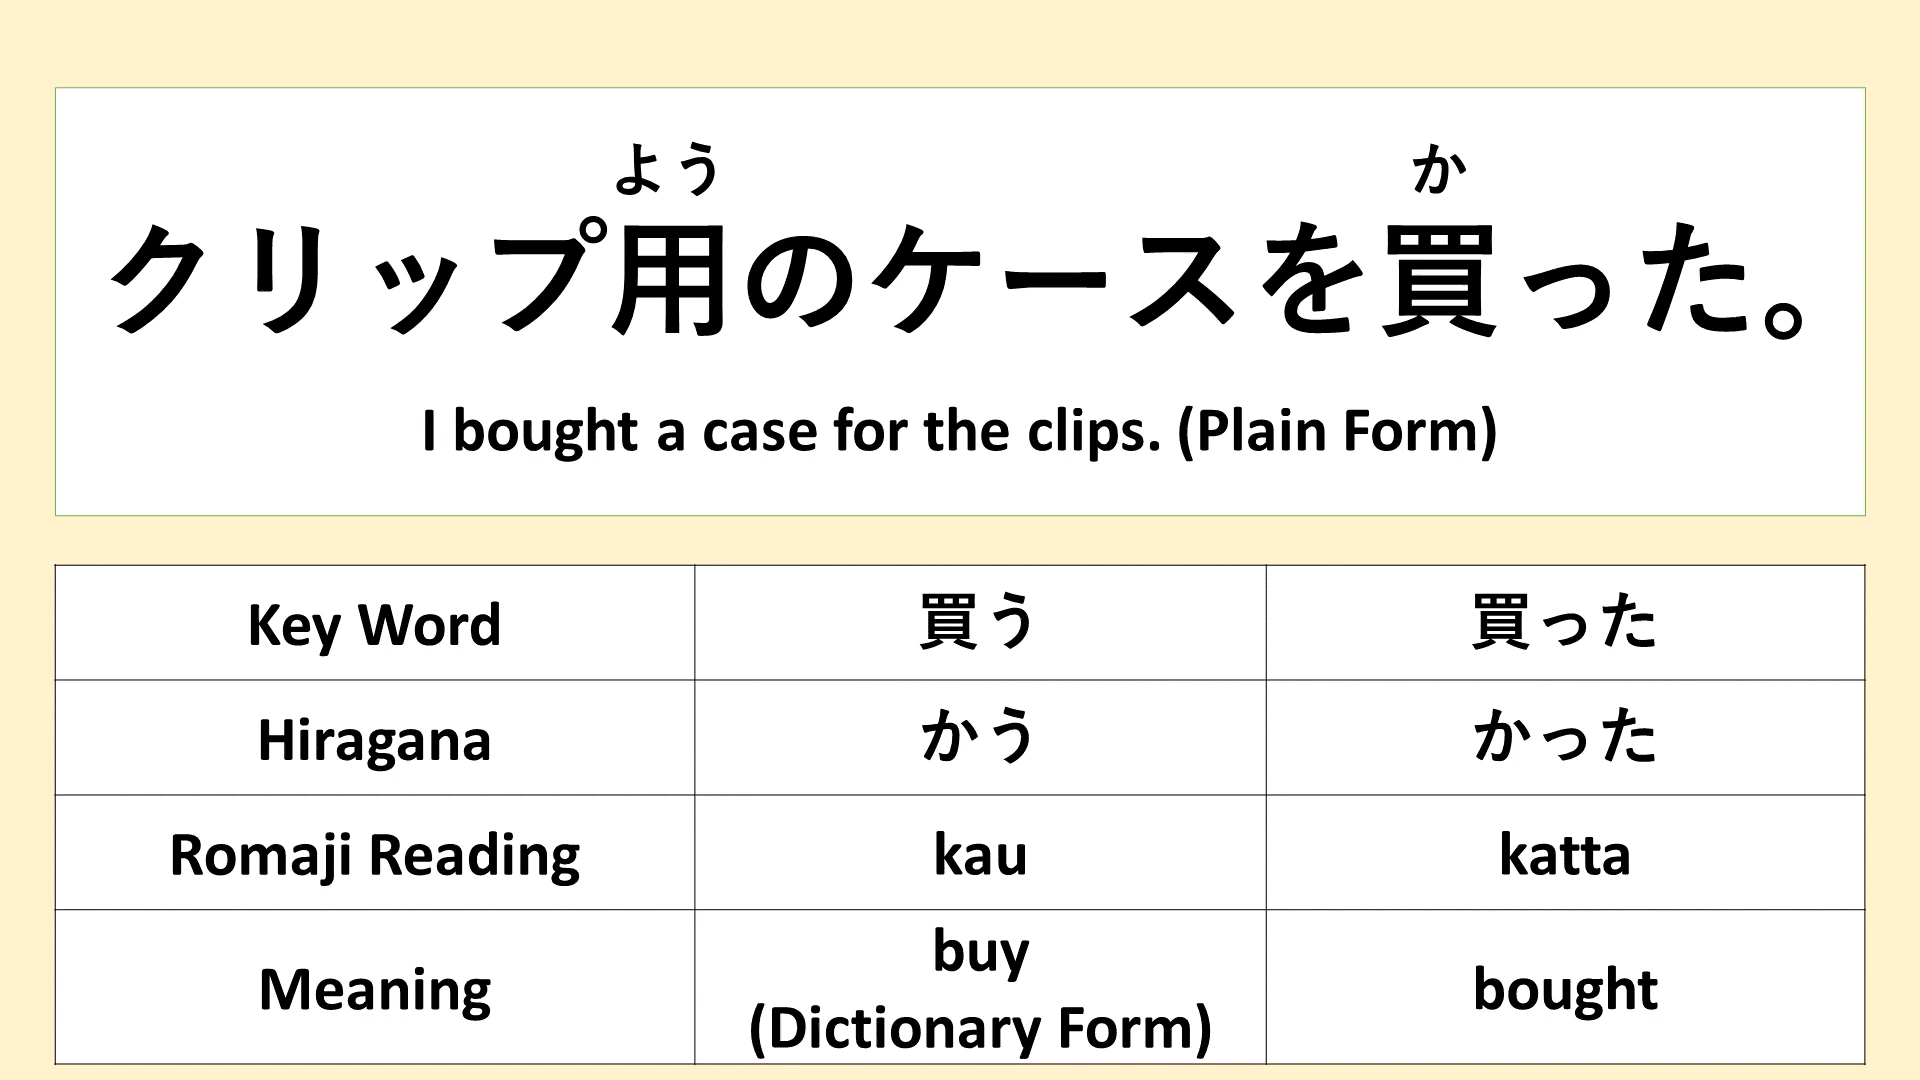 よう か
クリップ用のケースを買った。
I bought a case for the clips. (Plain Form)
Key Word 買う 買った
Hiragana かう かった
Romaji Reading kau katta
Meaning buy (Dictionary Form) bought